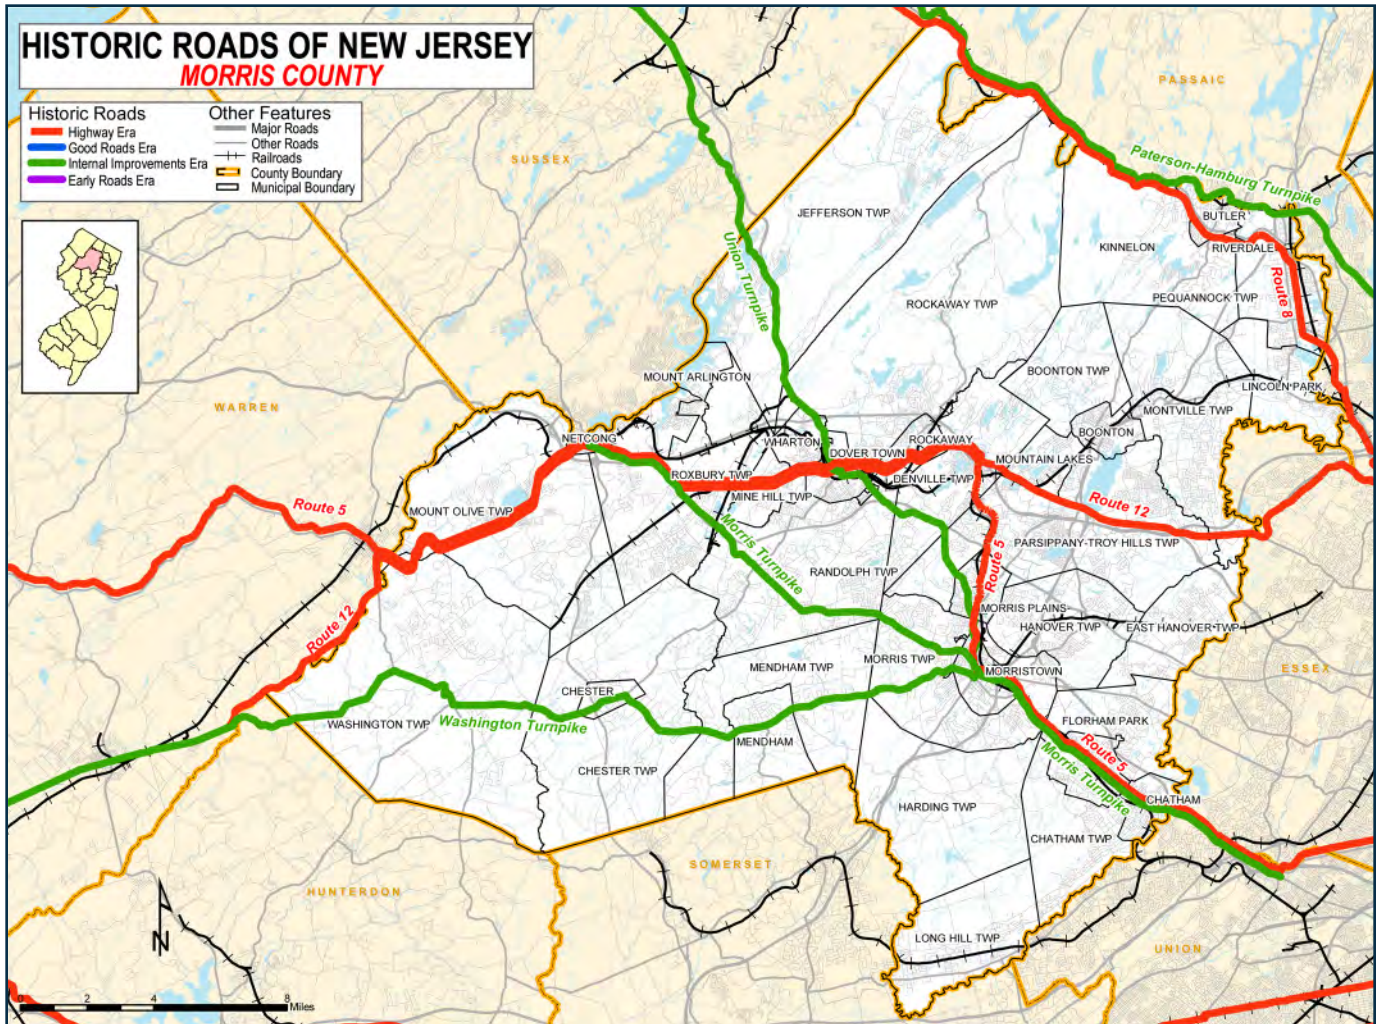 HISTORIC ROADS OF NEW JERSEY
MORRIS COUNTY
Historic Roads
Highway Era
Good Roads Era
Internal Improvements Era
Early Roads Era
Other Features
Major Roads
Other Roads
Railroads
County Boundary
Municipal Boundary
PASSAIC
SUSSEX
Paterson-Hamburg Turnpike
JEFFERSON TWP
BUTLER
Union Turnpike
KINNELON
RIVERDALE
Route 8
ROCKAWAY TWP
PEQUANNOCK TWP
MOUNT ARLINGTON
BOONTON TWP
LINCOLN PARK
WARREN
MONTVILLE TWP
NETCONG
WHARTON
ROCKAWAY
BOONTON
DOVER TOWN
MOUNTAIN LAKES
ROXBURY TWP
DENVILLE TWP
MINE HILL TWP
Route 5
MOUNT OLIVE TWP
Route 12
Morris Turnpike
PARSIPPANY-TROY HILLS TWP
Route 5
RANDOLPH TWP
MORRIS PLAINS
Route 12
HANOVER TWP
EAST HANOVER TWP
MORRIS TWP
MENDHAM TWP
MORRISTOWN
ESSEX
CHESTER
WASHINGTON TWP
Washington Turnpike
FLORHAM PARK
MENDHAM
Route 5
Morris Turnpike
CHESTER TWP
CHATHAM
HARDING TWP
CHATHAM TWP
SOMERSET
HUNTERDON
N
LONG HILL TWP
UNION
0 2 4 8
Miles